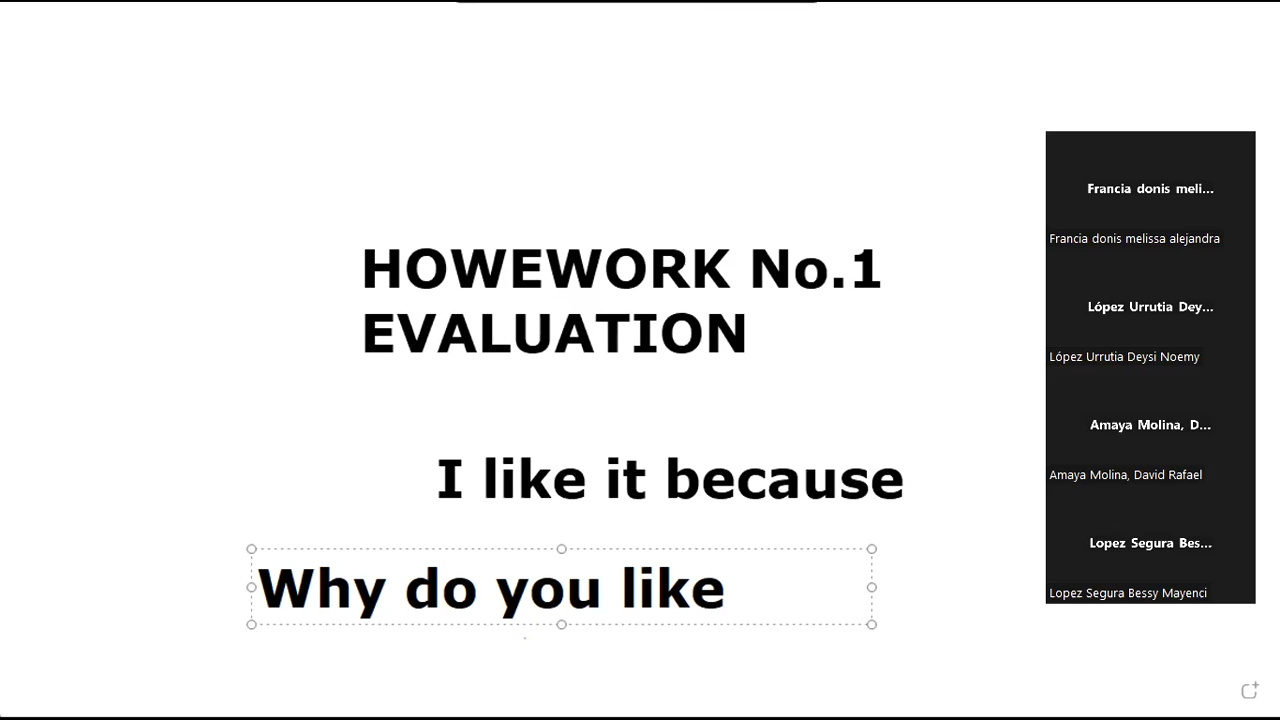 HOWEWORK No.1
EVALUATION
I like it because
Why do you like
Francia donis meli...
Francia donis melissa alejandra
López Urrutia Dey...
López Urrutia Deysi Noemy
Amaya Molina, D...
Amaya Molina, David Rafael
Lopez Segura Bes...
Lopez Segura Bessy Mayenci